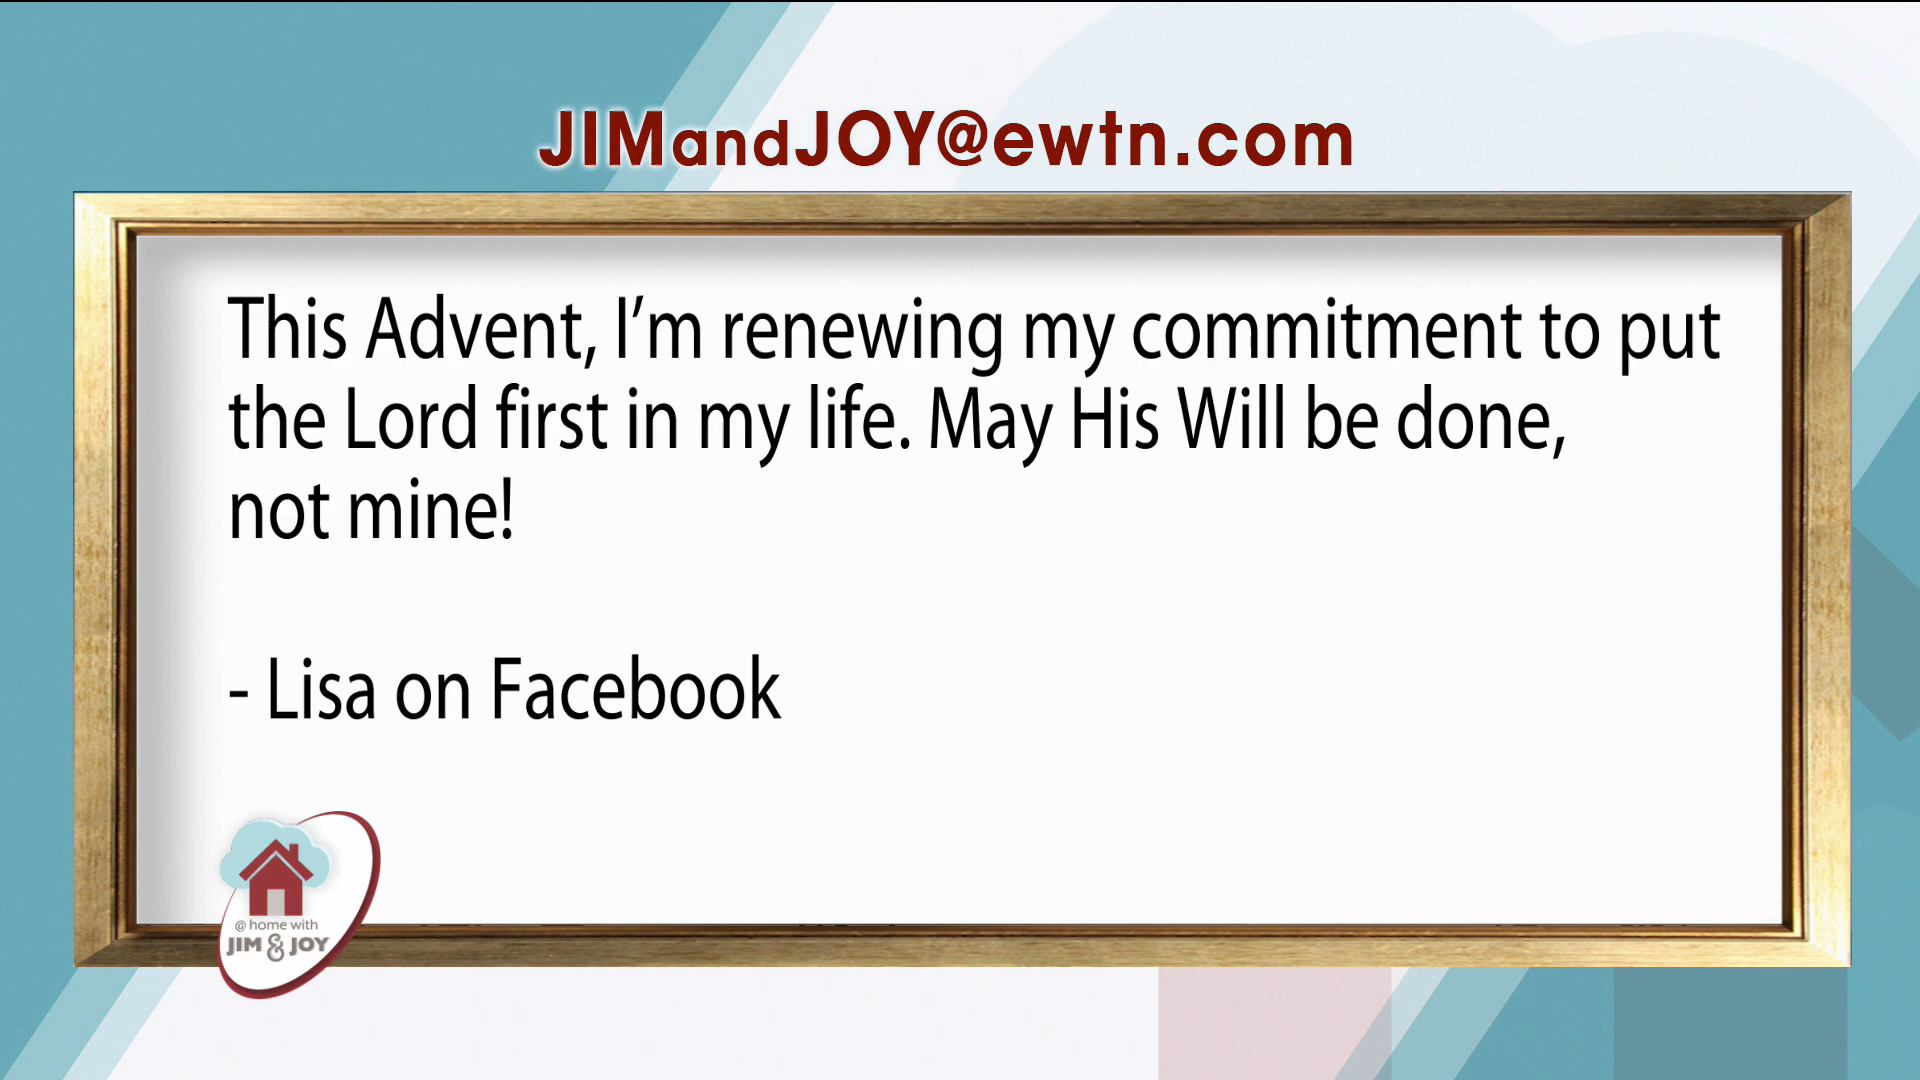 JIMandJOY@ewtn.com
This Advent, I’m renewing my commitment to put
the Lord first in my life. May His Will be done,
not mine!
- Lisa on Facebook
@ home with
JIM & JOY